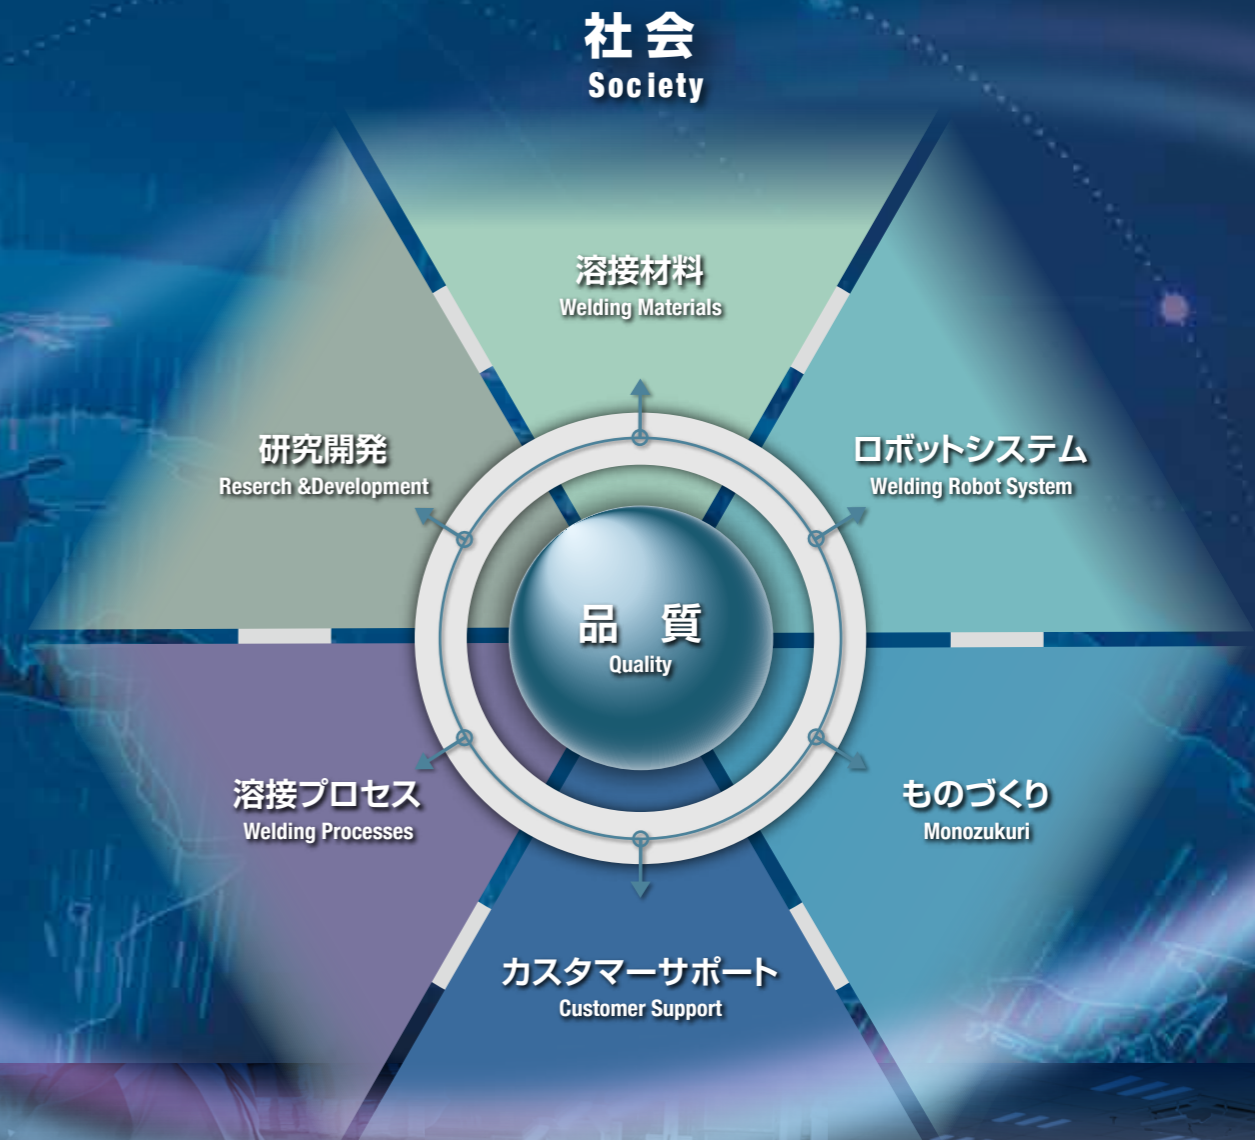 社会
Society
溶接材料
Welding Materials
研究開発
Reserch &Development
ロボットシステム
Welding Robot System
品 質
Quality
溶接プロセス
Welding Processes
ものづくり
Monozukuri
カスタマーサポート
Customer Support